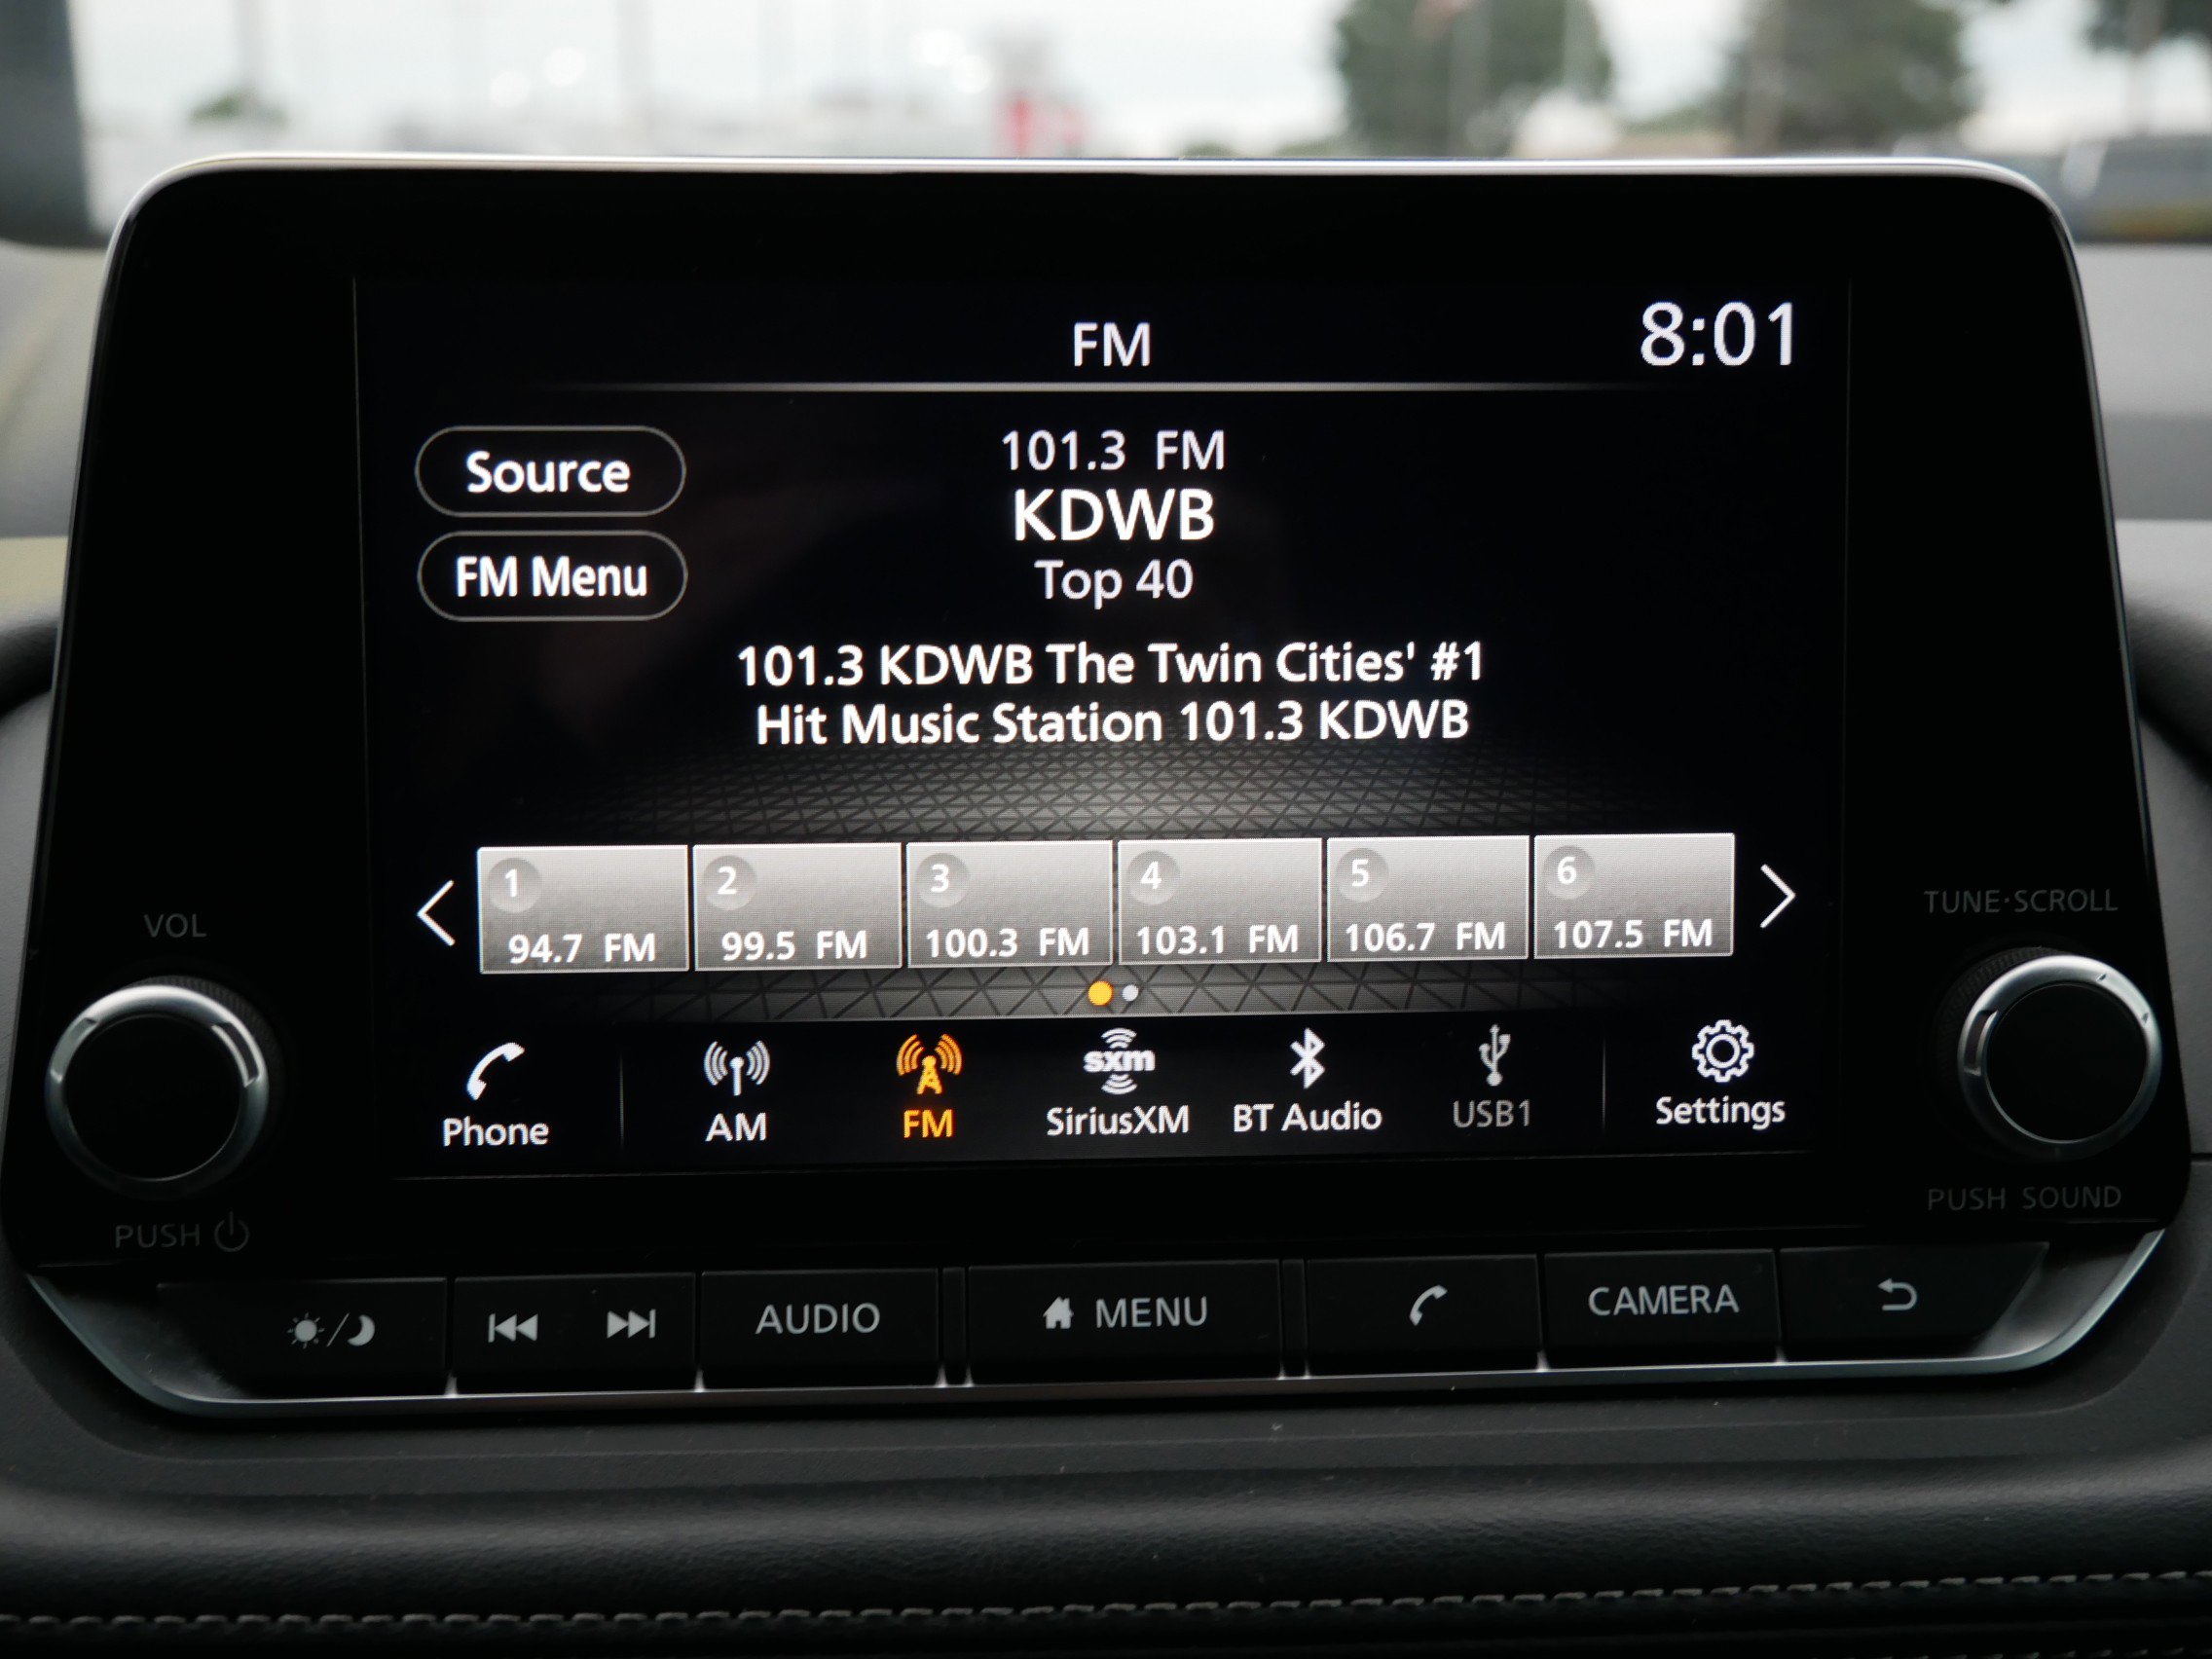 FM
8:01
Source
FM Menu
101.3 FM
KDWB
Top 40
101.3 KDWB The Twin Cities' #1
Hit Music Station 101.3 KDWB
1 2 3 4 5 6
94.7 FM 99.5 FM 100.3 FM 103.1 FM 106.7 FM 107.5 FM
VOL
TUNE·SCROLL
sxm
Phone AM FM SiriusXM BT Audio USB1 Settings
PUSH
PUSH SOUND
AUDIO MENU CAMERA